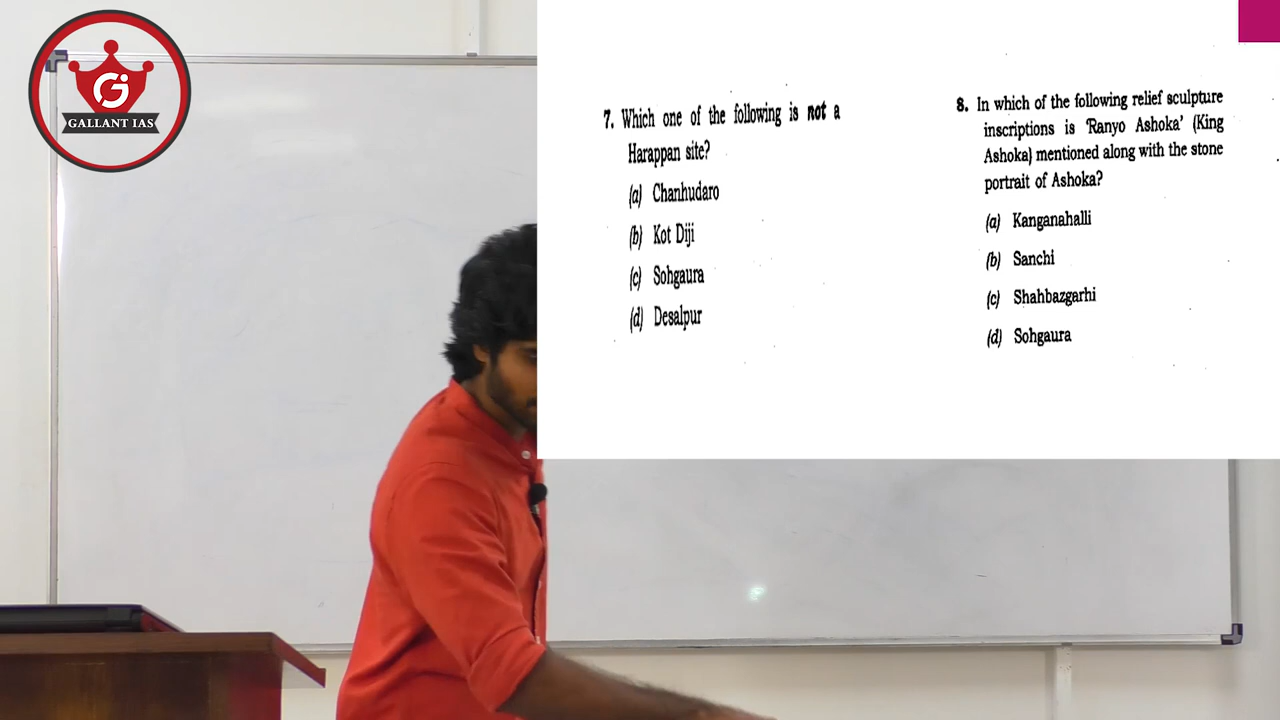 GALLANT IAS
7. Which one of the following is not a
Harappan site?
(a) Chanhudaro
(b) Kot Diji
(c) Sohgaura
(d) Desalpur
8. In which of the following relief sculpture
inscriptions is 'Ranyo Ashoka' (King
Ashoka) mentioned along with the stone
portrait of Ashoka?
(a) Kanganahalli
(b) Sanchi
(c) Shahbazgarhi
(d) Sohgaura